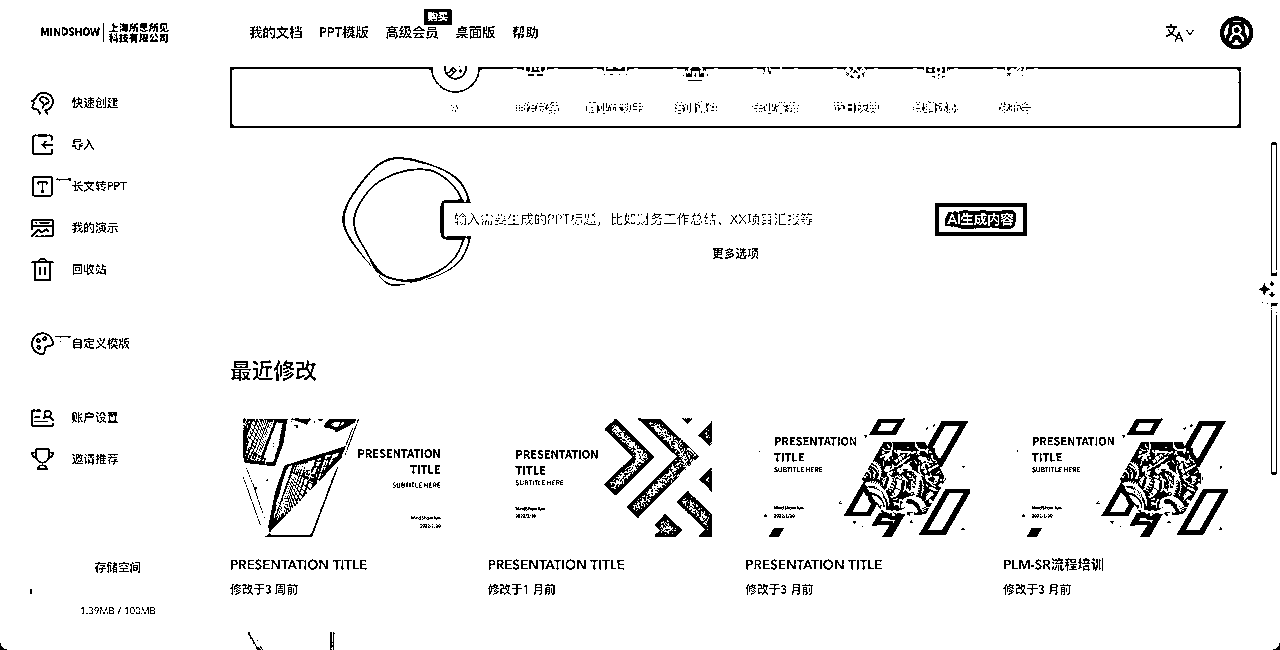 MINDSHOW
上海所思所见
科技有限公司
我的文档
PPT模版
高级会员
购买
桌面版
帮助
快速创建
导入
长文转PPT
我的演示
回收站
自定义模版
账户设置
邀请推荐
存储空间
1.39MB / 100MB
输入需要生成的PPT标题，比如财务工作总结、XX项目汇报等
AI生成内容
更多选项
最近修改
PRESENTATION
TITLE
SUBTITLE HERE
PRESENTATION
TITLE
SUBTITLE HERE
PRESENTATION
TITLE
SUBTITLE HERE
PRESENTATION
TITLE
SUBTITLE HERE
PRESENTATION TITLE
修改于3 周前
PRESENTATION TITLE
修改于1 月前
PRESENTATION TITLE
修改于3 月前
PLM-SR流程培训
修改于3 月前